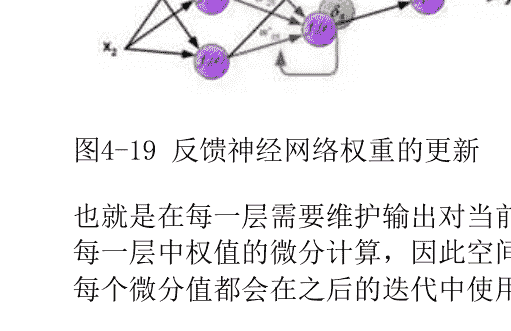 x₂
图4-19 反馈神经网络权重的更新
也就是在每一层需要维护输出对当前
每一层中权值的微分计算，因此空间
每个微分值都会在之后的迭代中使用